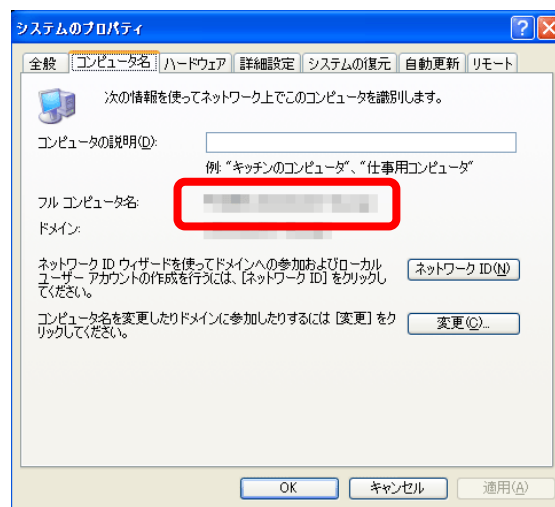 システムのプロパティ
全般 コンピュータ名 ハードウェア 詳細設定 システムの復元 自動更新 リモート
次の情報を使ってネットワーク上でこのコンピュータを識別します。
コンピュータの説明(D):
例: "キッチンのコンピュータ"、"仕事用コンピュータ"
フル コンピュータ名:
ドメイン:
ネットワーク ID ウィザードを使ってドメインへの参加およびローカル
ユーザー アカウントの作成を行うには、[ネットワーク ID] をクリックし
てください。
ネットワーク ID(N)
コンピュータ名を変更したりドメインに参加したりするには [変更] をク
リックしてください。
変更(C)...
OK キャンセル 適用(A)